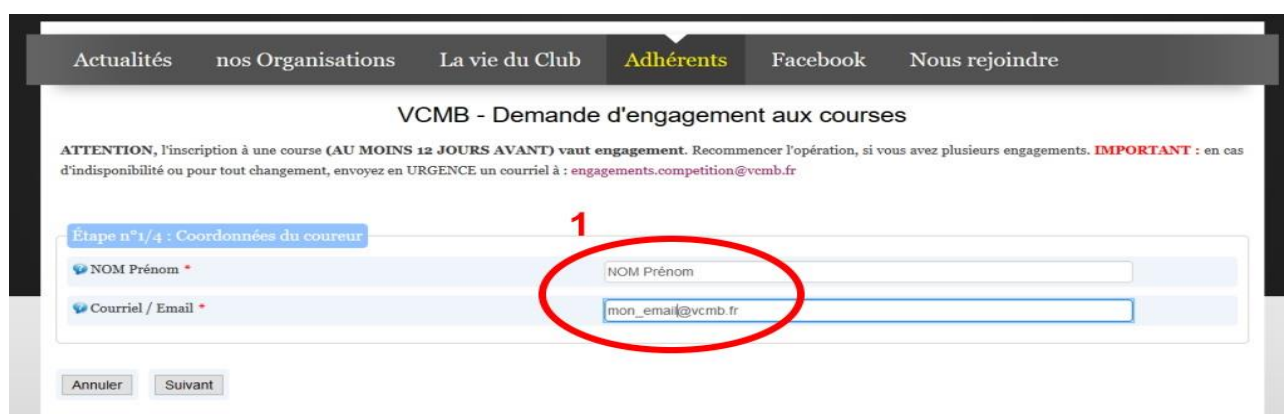 Actualités nos Organisations La vie du Club Adhérents Facebook Nous rejoindre
VCMB - Demande d'engagement aux courses
ATTENTION, l'inscription à une course (AU MOINS 12 JOURS AVANT) vaut engagement. Recommencer l'opération, si vous avez plusieurs engagements. IMPORTANT : en cas
d'indisponibilité ou pour tout changement, envoyez en URGENCE un courriel à : engagements.competition@vcmb.fr
1
Étape n°1/4 : Coordonnées du coureur
NOM Prénom * NOM Prénom
Courriel / Email * mon_email@vcmb.fr
Annuler Suivant